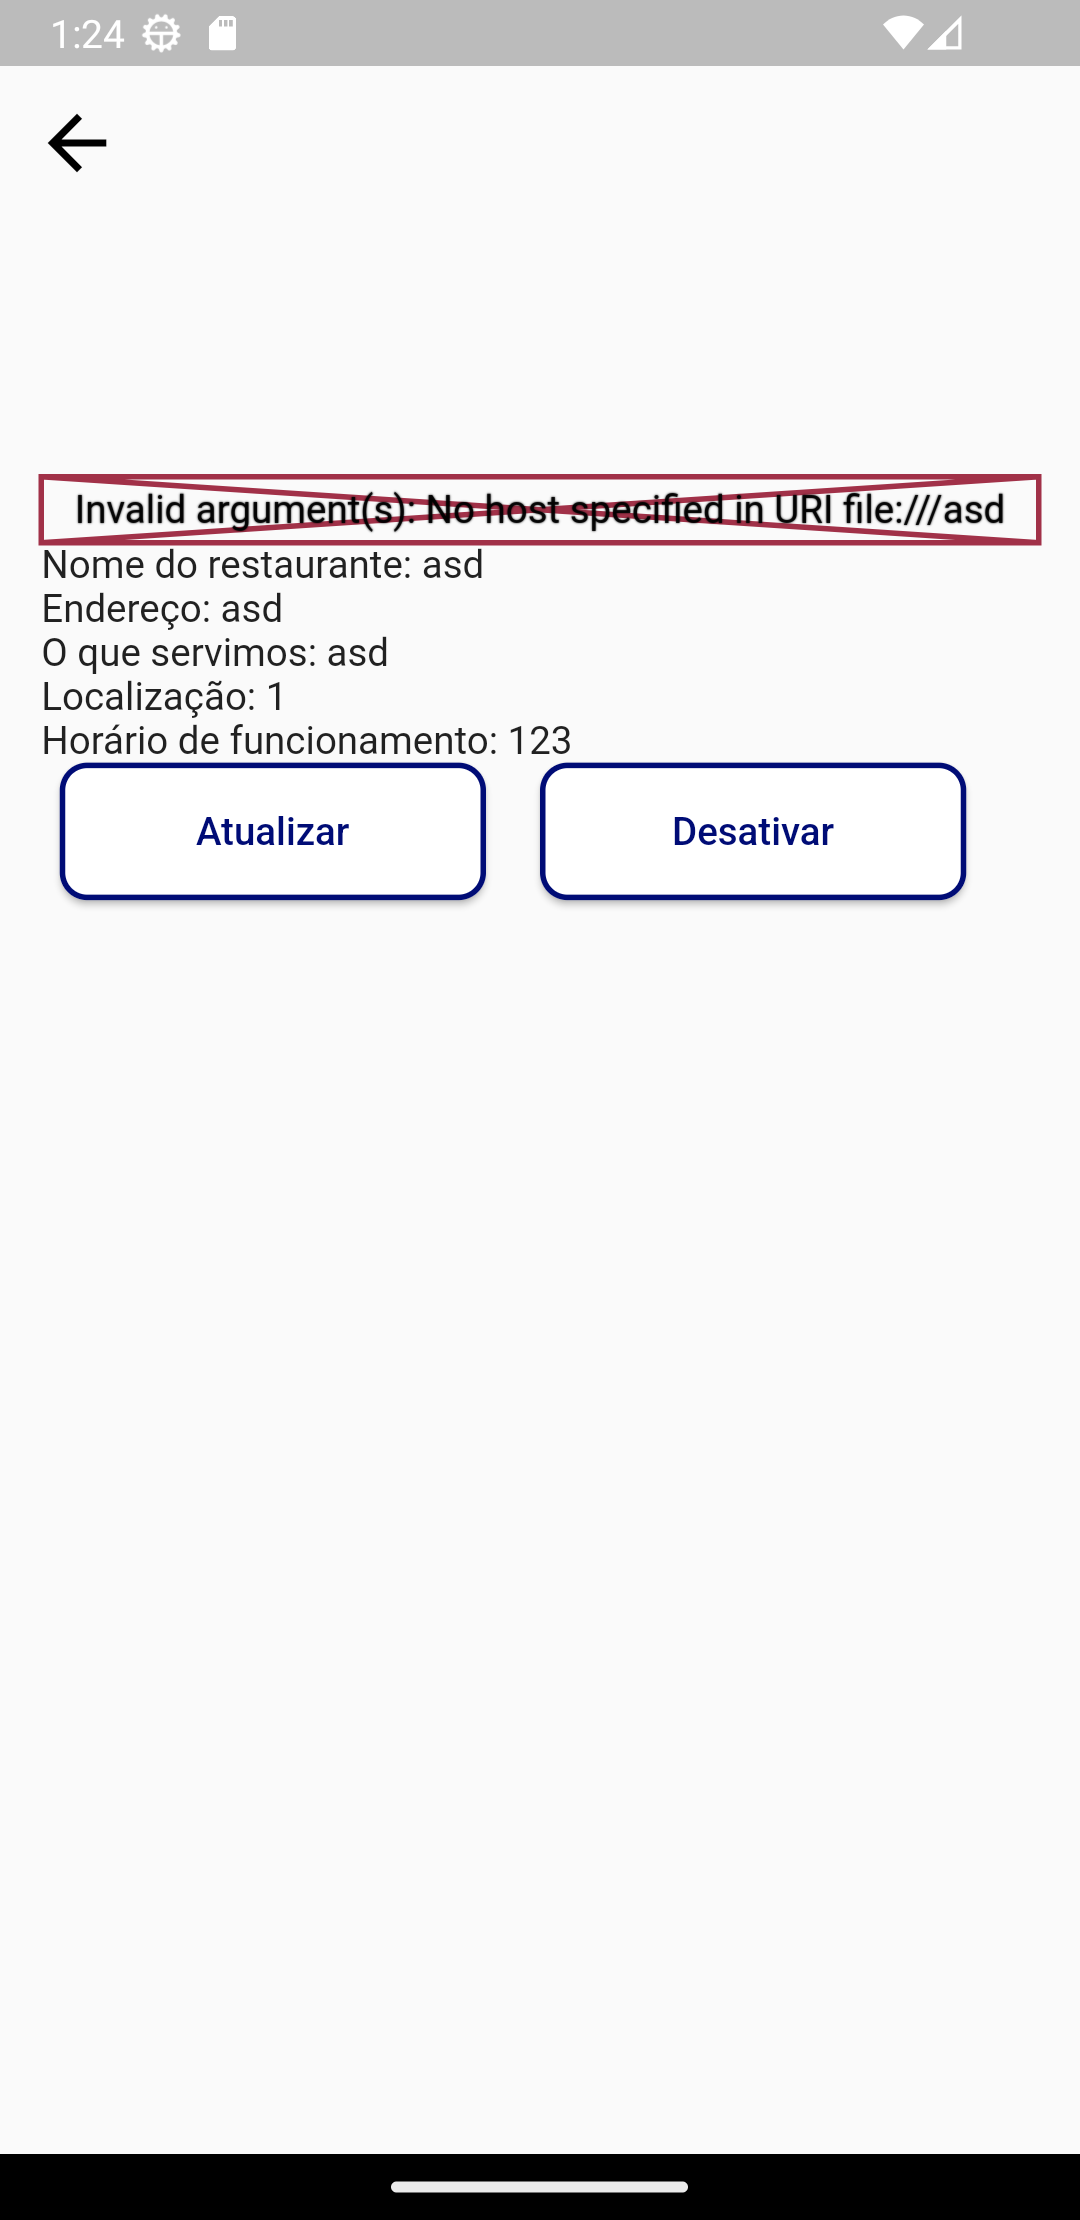 1:24
Invalid argument(s): No host specified in URI file:///asd
Nome do restaurante: asd
Endereço: asd
O que servimos: asd
Localização: 1
Horário de funcionamento: 123
Atualizar
Desativar